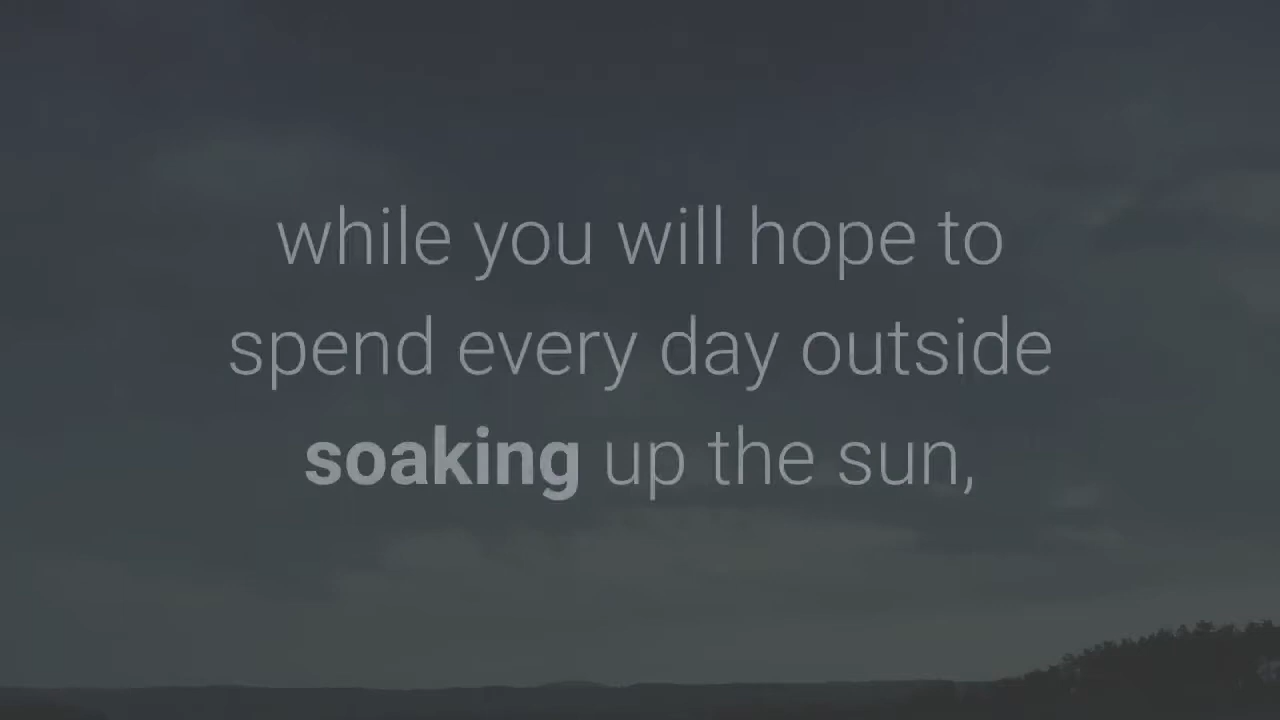 while you will hope to
spend every day outside
soaking up the sun,